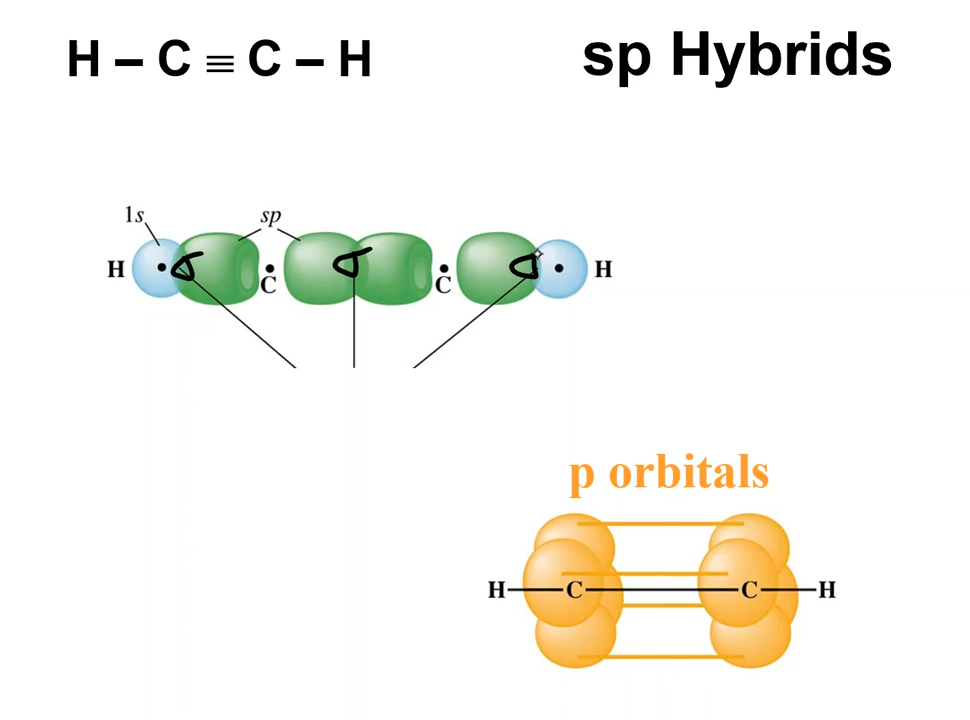 H – C ≡ C – H
sp Hybrids
1s
sp
H C C H
σ σ σ
p orbitals
H C C H